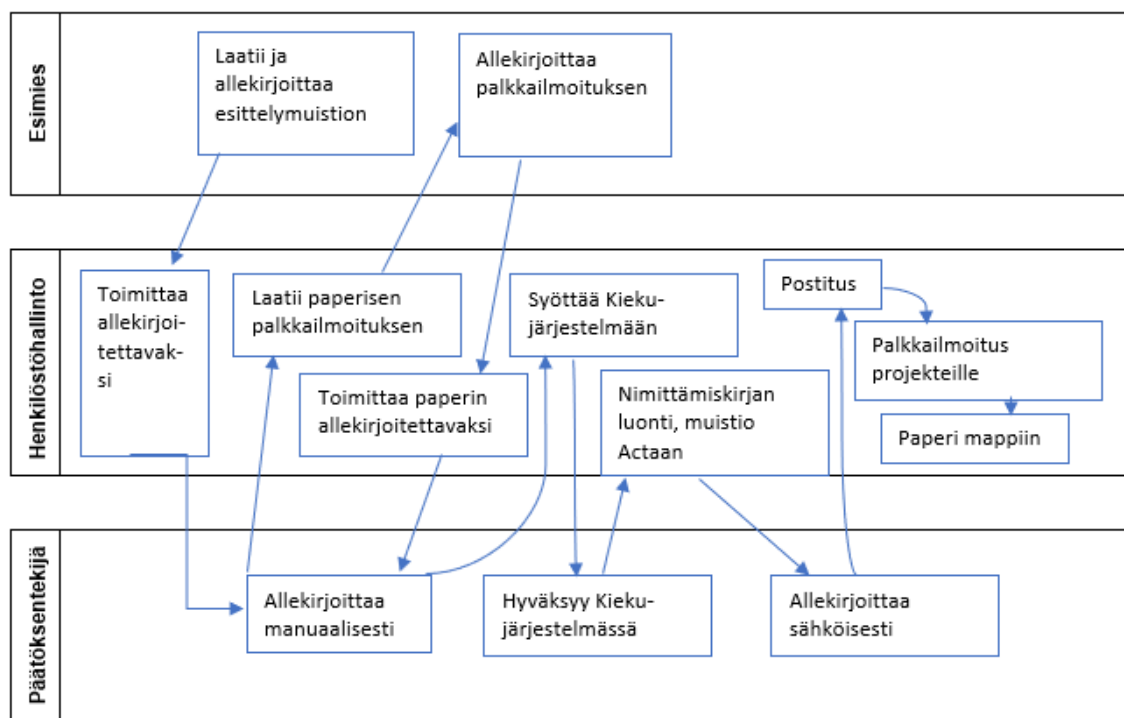 Esimies
Laatii ja
allekirjoittaa
esittelymuistion
Allekirjoittaa
palkkailmoituksen
Henkilöstöhallinto
Toimittaa
allekirjoi-
tettavak-
si
Laatii paperisen
palkkailmoituksen
Toimittaa paperin
allekirjoitettavaksi
Syöttää Kieku-
järjestelmään
Nimittämiskirjan
luonti, muistio
Actaan
Postitus
Palkkailmoitus
projekteille
Paperi mappiin
Päätöksentekijä
Allekirjoittaa
manuaalisesti
Hyväksyy Kieku-
järjestelmässä
Allekirjoittaa
sähköisesti